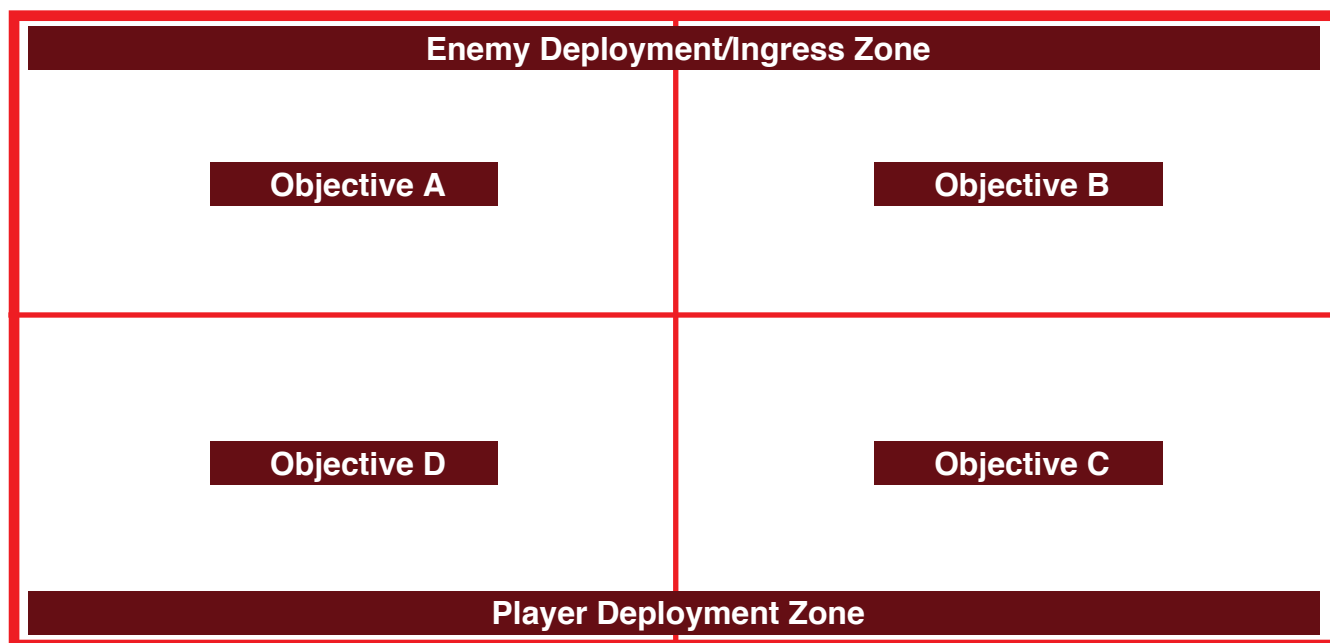 Enemy Deployment/Ingress Zone
Objective A
Objective B
Objective D
Objective C
Player Deployment Zone